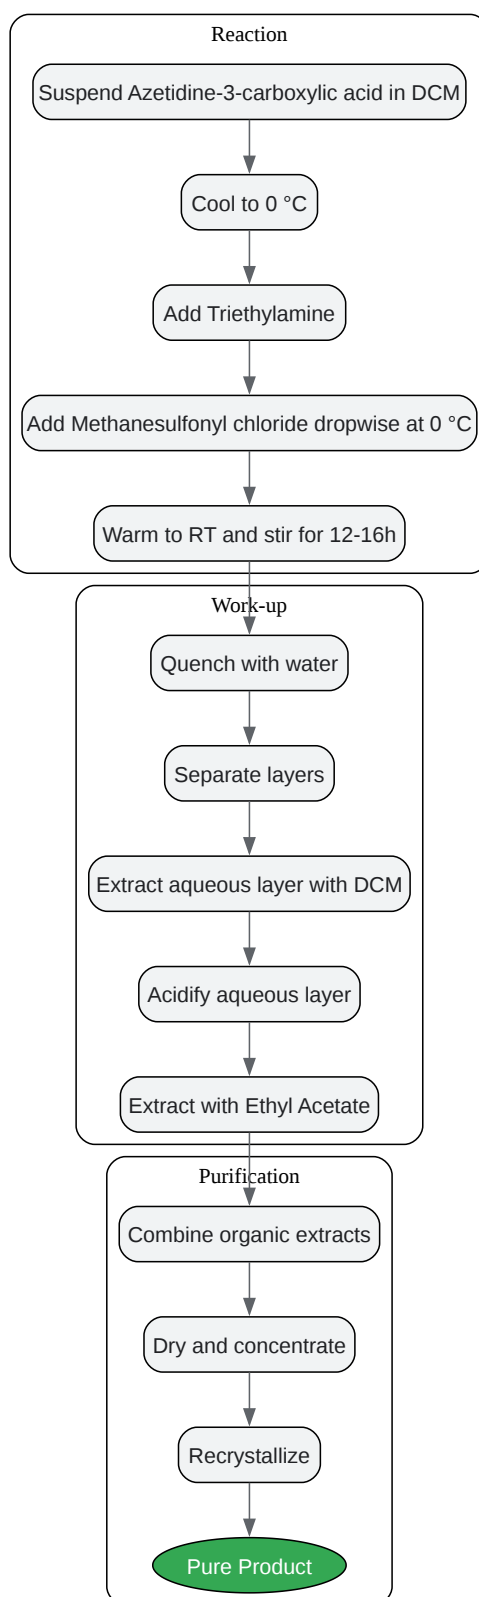 Reaction
Suspend Azetidine-3-carboxylic acid in DCM
Cool to 0 °C
Add Triethylamine
Add Methanesulfonyl chloride dropwise at 0 °C
Warm to RT and stir for 12-16h
Work-up
Quench with water
Separate layers
Extract aqueous layer with DCM
Acidify aqueous layer
Extract with Ethyl Acetate
Purification
Combine organic extracts
Dry and concentrate
Recrystallize
Pure Product